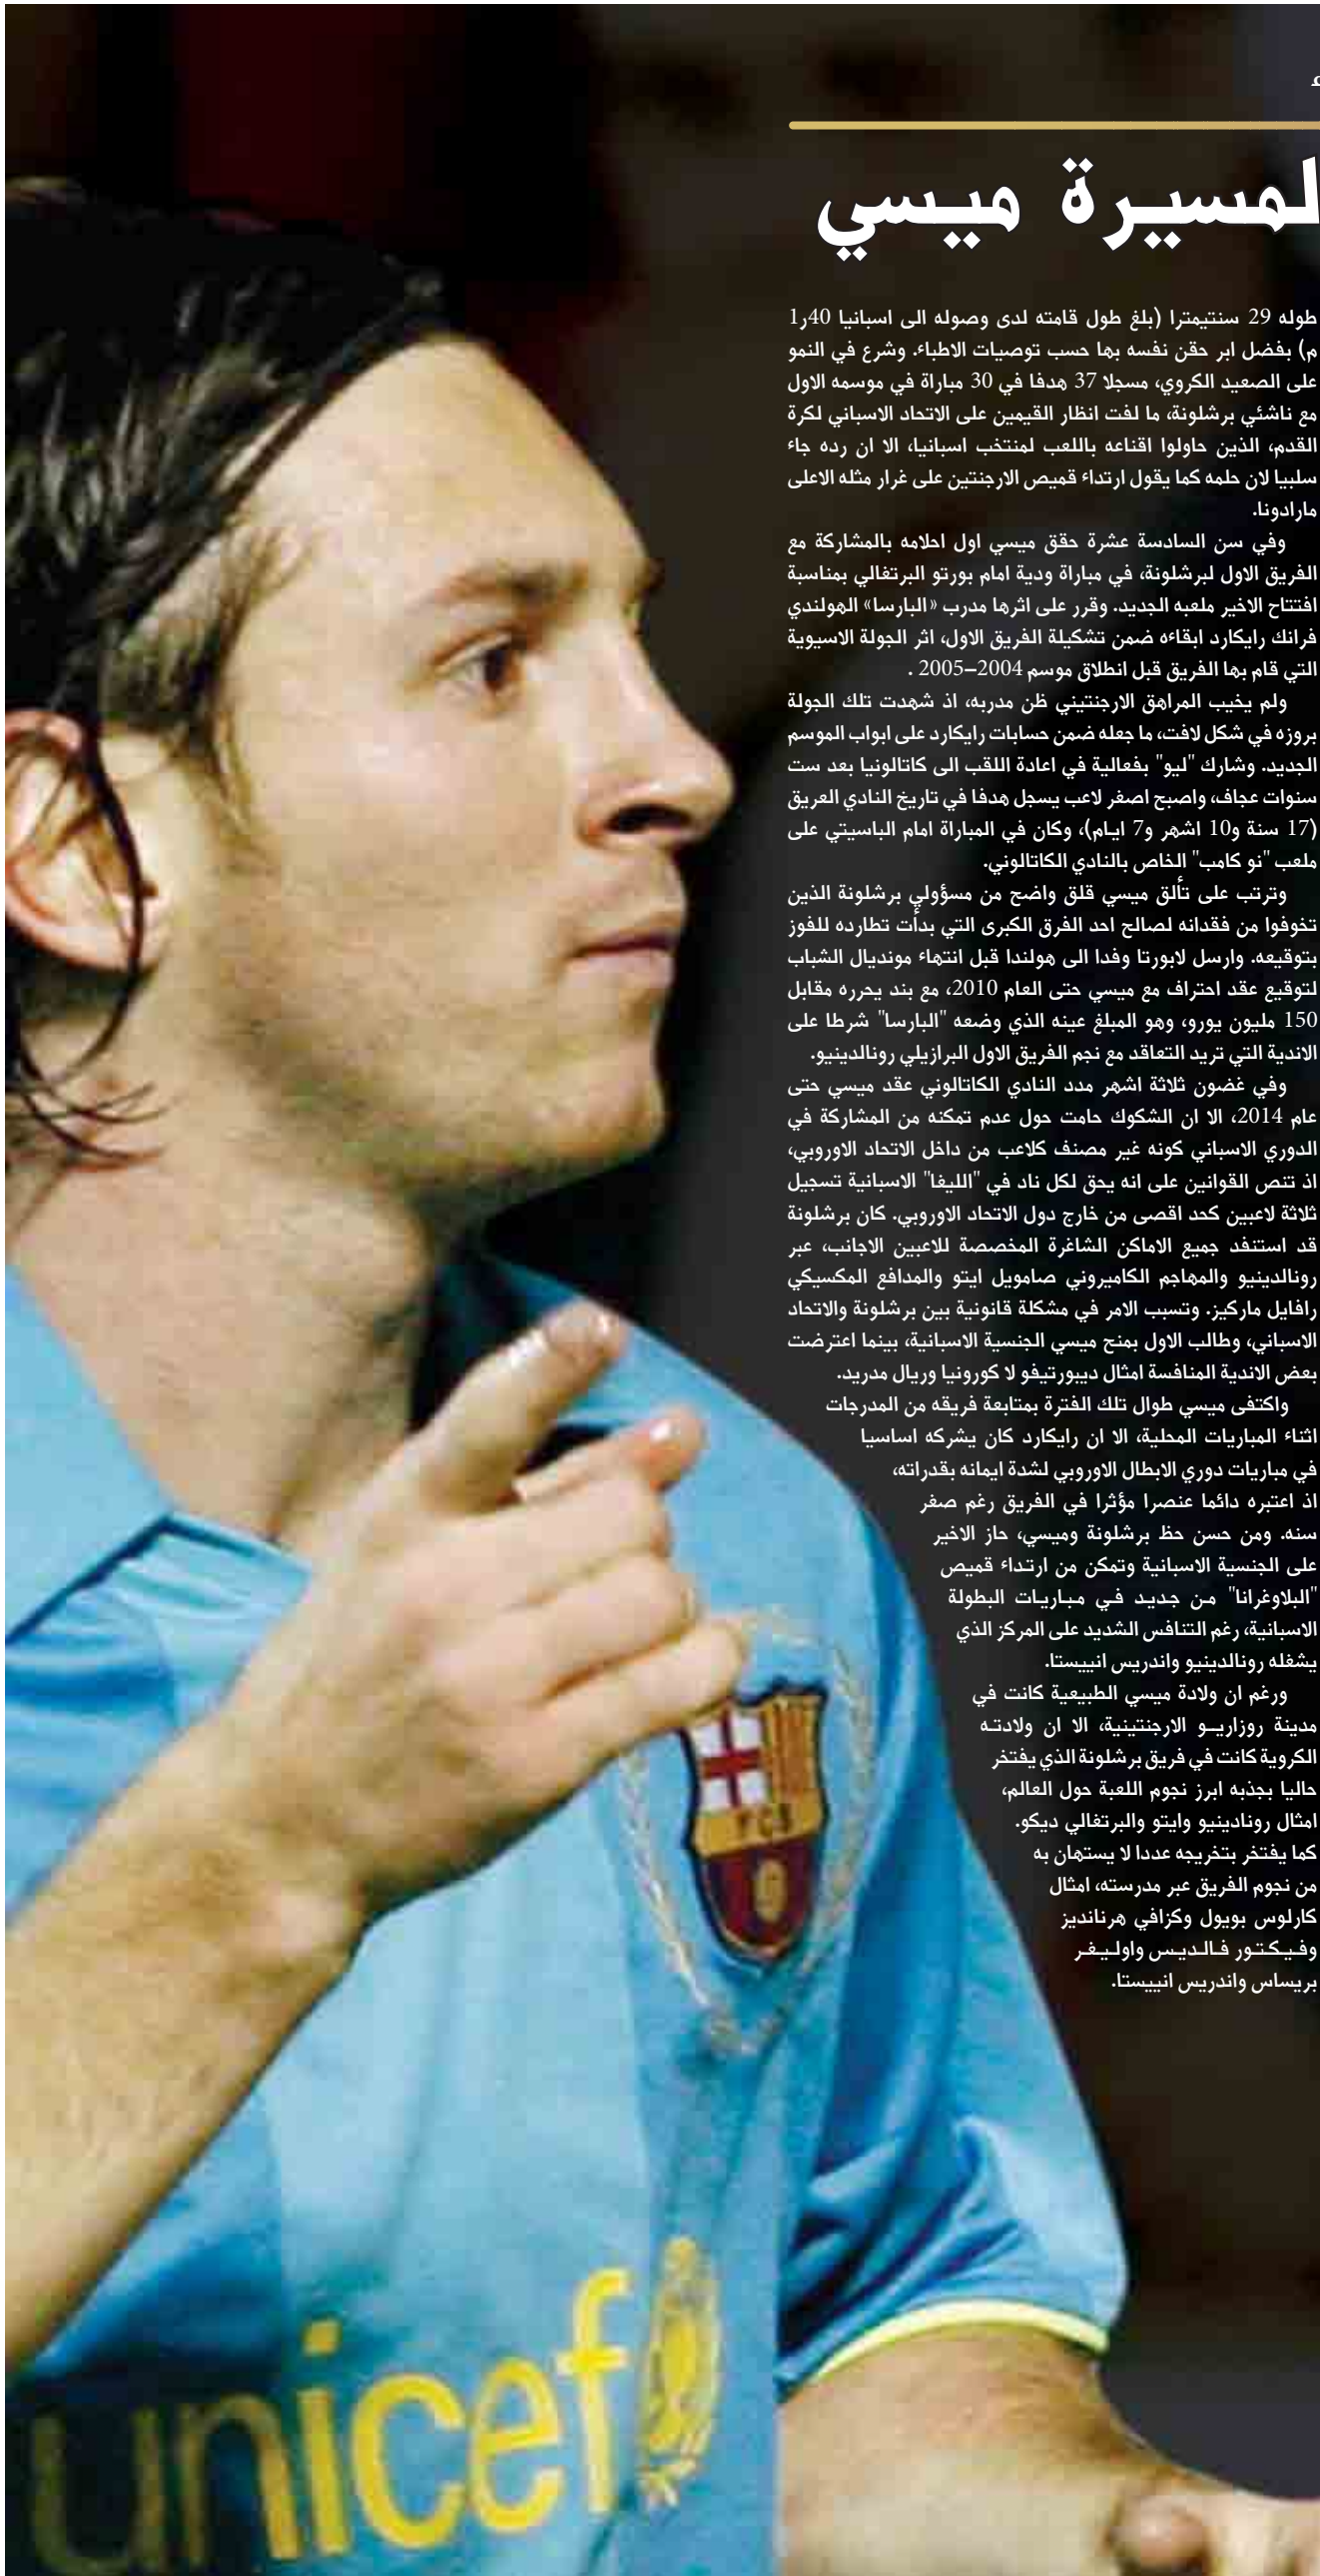 لمسيرة ميسي
طوله 29 سنتيمترا (بلغ طول قامته لدى وصوله الى اسبانيا 40ر1
م) بفضل ابر حقن نفسه بها حسب توصيات الاطباء. وشرع في النمو
على الصعيد الكروي، مسجلا 37 هدفا في 30 مباراة في موسمه الاول
مع ناشئي برشلونة، ما لفت انظار القيمين على الاتحاد الاسباني لكرة
القدم، الذين حاولوا اقناعه باللعب لمنتخب اسبانيا، الا ان رده جاء
سلبيا لان حلمه كما يقول ارتداء قميص الارجنتين على غرار مثله الاعلى
مارادونا.
وفي سن السادسة عشرة حقق ميسي اول احلامه بالمشاركة مع
الفريق الاول لبرشلونة، في مباراة ودية امام بورتو البرتغالي بمناسبة
افتتاح الاخير ملعبه الجديد. وقرر على اثرها مدرب «البارسا» الهولندي
فرانك رايكارد ابقاءه ضمن تشكيلة الفريق الاول، اثر الجولة الاسيوية
التي قام بها الفريق قبل انطلاق موسم 2004–2005 .
ولم يخيب المراهق الارجنتيني ظن مدربه، اذ شهدت تلك الجولة
بروزه في شكل لافت، ما جعله ضمن حسابات رايكارد على ابواب الموسم
الجديد. وشارك "ليو" بفعالية في اعادة اللقب الى كاتالونيا بعد ست
سنوات عجاف، واصبح اصغر لاعب يسجل هدفا في تاريخ النادي العريق
(17 سنة و10 اشهر و7 ايام)، وكان في المباراة امام الباسيتي على
ملعب "نو كامب" الخاص بالنادي الكاتالوني.
وترتب على تألق ميسي قلق واضح من مسؤولي برشلونة الذين
تخوفوا من فقدانه لصالح احد الفرق الكبرى التي بدأت تطارده للفوز
بتوقيعه. وارسل لابورتا وفدا الى هولندا قبل انتهاء مونديال الشباب
لتوقيع عقد احتراف مع ميسي حتى العام 2010، مع بند يحرره مقابل
150 مليون يورو، وهو المبلغ عينه الذي وضعه "البارسا" شرطا على
الاندية التي تريد التعاقد مع نجم الفريق الاول البرازيلي رونالدينيو.
وفي غضون ثلاثة اشهر مدد النادي الكاتالوني عقد ميسي حتى
عام 2014، الا ان الشكوك حامت حول عدم تمكنه من المشاركة في
الدوري الاسباني كونه غير مصنف كلاعب من داخل الاتحاد الاوروبي،
اذ تنص القوانين على انه يحق لكل ناد في "الليغا" الاسبانية تسجيل
ثلاثة لاعبين كحد اقصى من خارج دول الاتحاد الاوروبي. كان برشلونة
قد استنفد جميع الاماكن الشاغرة المخصصة للاعبين الاجانب، عبر
رونالدينيو والمهاجم الكاميروني صامويل ايتو والمدافع المكسيكي
رافايل ماركيز. وتسبب الامر في مشكلة قانونية بين برشلونة والاتحاد
الاسباني، وطالب الاول بمنح ميسي الجنسية الاسبانية، بينما اعترضت
بعض الاندية المنافسة امثال ديبورتيفو لا كورونيا وريال مدريد.
واكتفى ميسي طوال تلك الفترة بمتابعة فريقه من المدرجات
اثناء المباريات المحلية، الا ان رايكارد كان يشركه اساسيا
في مباريات دوري الابطال الاوروبي لشدة ايمانه بقدراته،
اذ اعتبره دائما عنصرا مؤثرا في الفريق رغم صغر
سنه. ومن حسن حظ برشلونة وميسي، حاز الاخير
على الجنسية الاسبانية وتمكن من ارتداء قميص
"البلاوغرانا" من جديد في مباريات البطولة
الاسبانية، رغم التنافس الشديد على المركز الذي
يشغله رونالدينيو واندريس انييستا.
ورغم ان ولادة ميسي الطبيعية كانت في
مدينة روزاريو الارجنتينية، الا ان ولادته
الكروية كانت في فريق برشلونة الذي يفتخر
حاليا بجذبه ابرز نجوم اللعبة حول العالم،
امثال رونادينيو وايتو والبرتغالي ديكو.
كما يفتخر بتخريجه عددا لا يستهان به
من نجوم الفريق عبر مدرسته، امثال
كارلوس بويول وكزافي هرنانديز
وفيكتور فالديس واوليغر
بريساس واندريس انييستا.
unicef